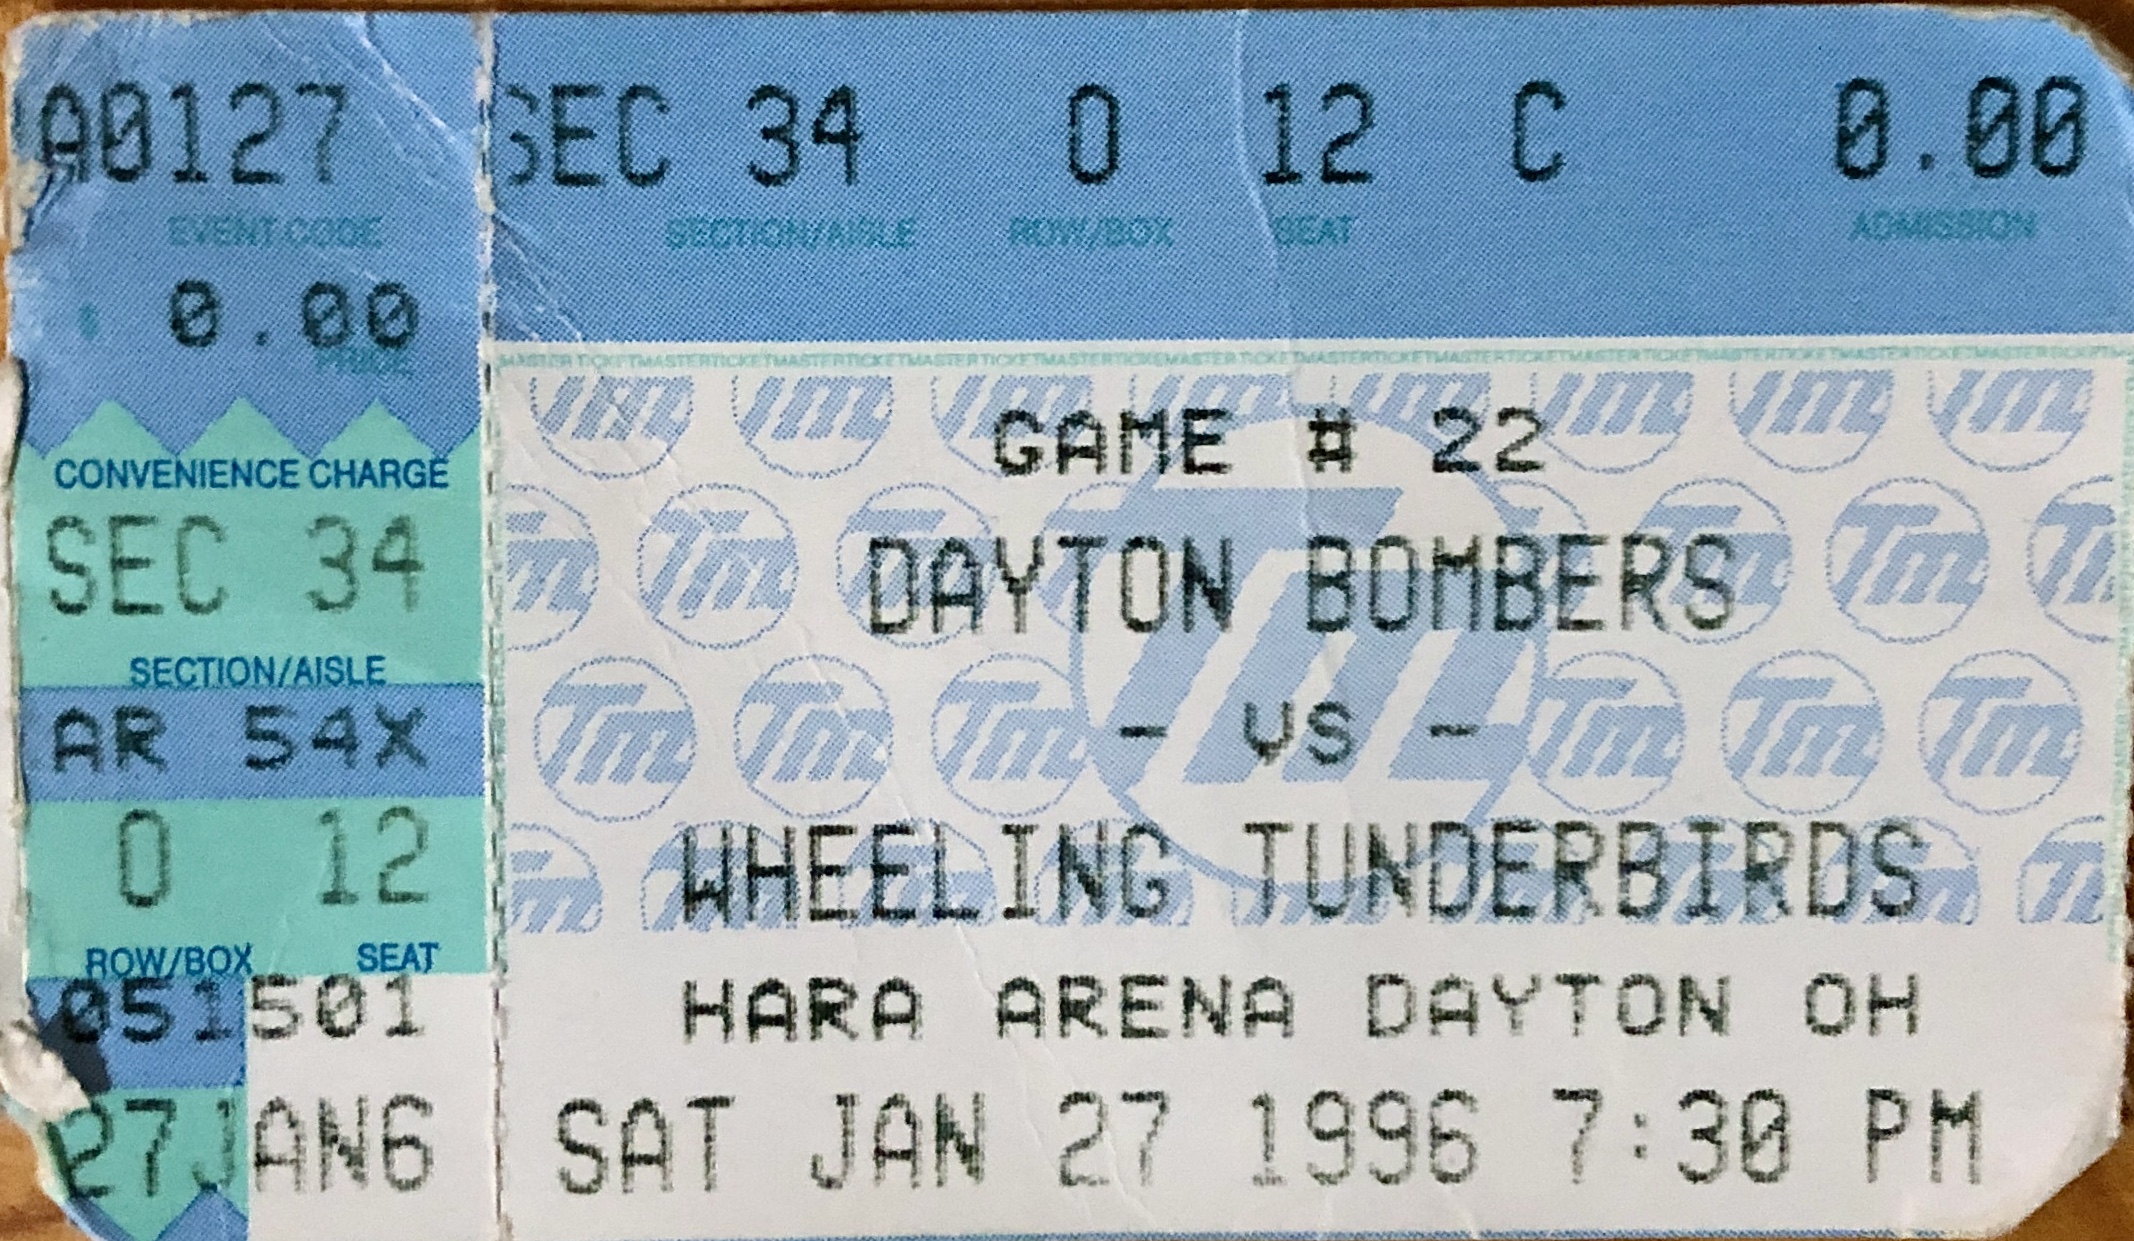 A0127
EVENT CODE
0.00
PRICE
CONVENIENCE CHARGE
SEC 34
SECTION/AISLE
AR 54X
O 12
ROW/BOX SEAT
051501
27JAN6
SEC 34 O 12 C 0.00
SECTION/AISLE ROW/BOX SEAT ADMISSION
TICKETMASTERTICKETMASTERTICKETMASTERTICKETMASTER
GAME # 22
DAYTON BOMBERS
- VS -
WHEELING TUNDERBIRDS
HARA ARENA DAYTON OH
SAT JAN 27 1996 7:30 PM